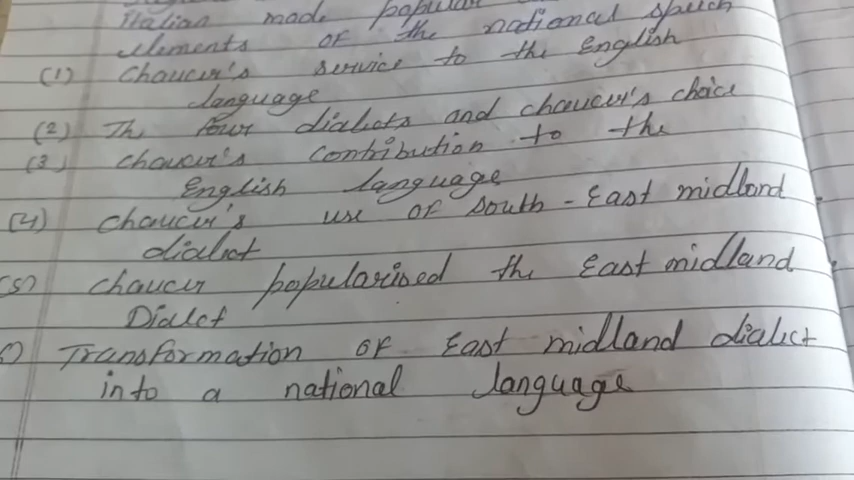 Italian made popular
elements of the national speech
(1) Chaucer's service to the English
language
(2) The four dialects and chaucer's choice
(3) chaucer's contribution to the
English language
(4) chaucer's use of south - East midland
dialect
(5) chaucer popularised the East midland
Dialect
Transformation of East midland dialect
into a national language